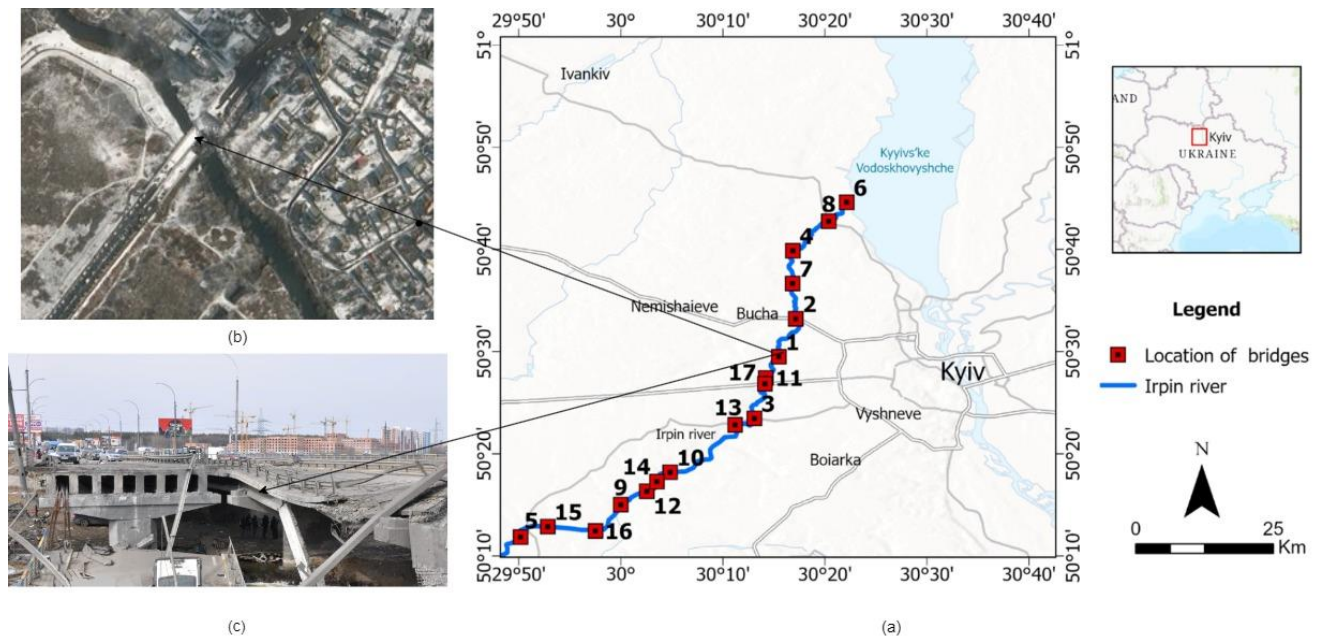 29°50' 30° 30°10' 30°20' 30°30' 30°40'
51° 51°
Ivankiv
50°50' 50°50'
Kyyivs'ke
Vodoskhovyshche
6
8
4
50°40' 50°40'
7
Nemishaieve Bucha 2
1
50°30' 50°30'
17 11
Kyiv
13 3 Vyshneve
Irpin river
50°20' 50°20'
14 10 Boiarka
9 12
5 15 16
50°10' 50°10'
29°50' 30° 30°10' 30°20' 30°30' 30°40'
(b)
(c)
(a)
AND
Kyiv
UKRAINE
Legend
Location of bridges
Irpin river
N
0 25
Km